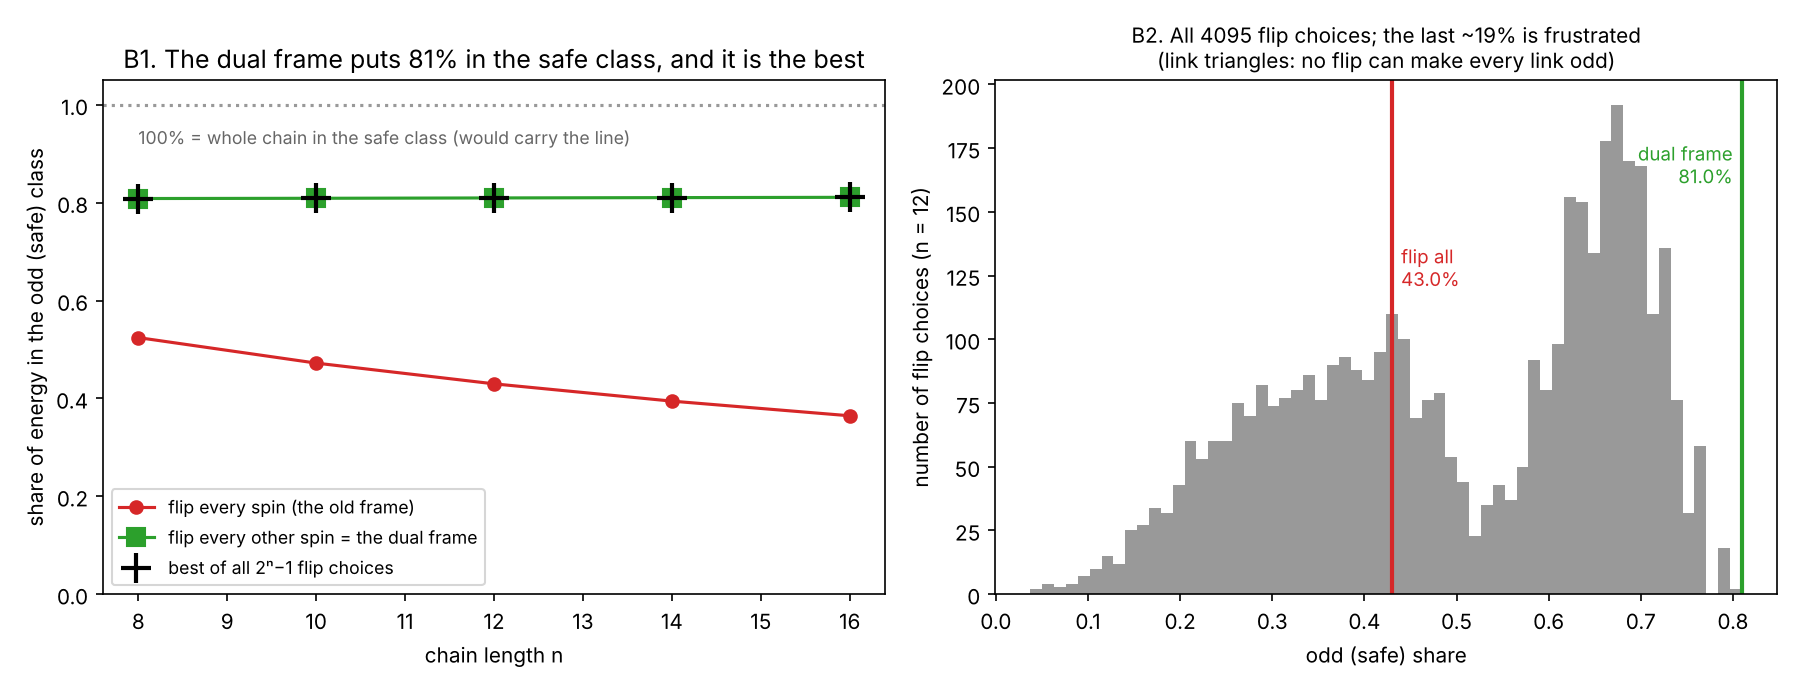 B1. The dual frame puts 81% in the safe class, and it is the best
share of energy in the odd (safe) class
1.0
0.8
0.6
0.4
0.2
0.0
100% = whole chain in the safe class (would carry the line)
flip every spin (the old frame)
flip every other spin = the dual frame
best of all 2ⁿ−1 flip choices
8
9
10
11
12
13
14
15
16
chain length n
B2. All 4095 flip choices; the last ~19% is frustrated
(link triangles: no flip can make every link odd)
number of flip choices (n = 12)
200
175
150
125
100
75
50
25
0
dual frame
81.0%
flip all
43.0%
0.0
0.1
0.2
0.3
0.4
0.5
0.6
0.7
0.8
odd (safe) share